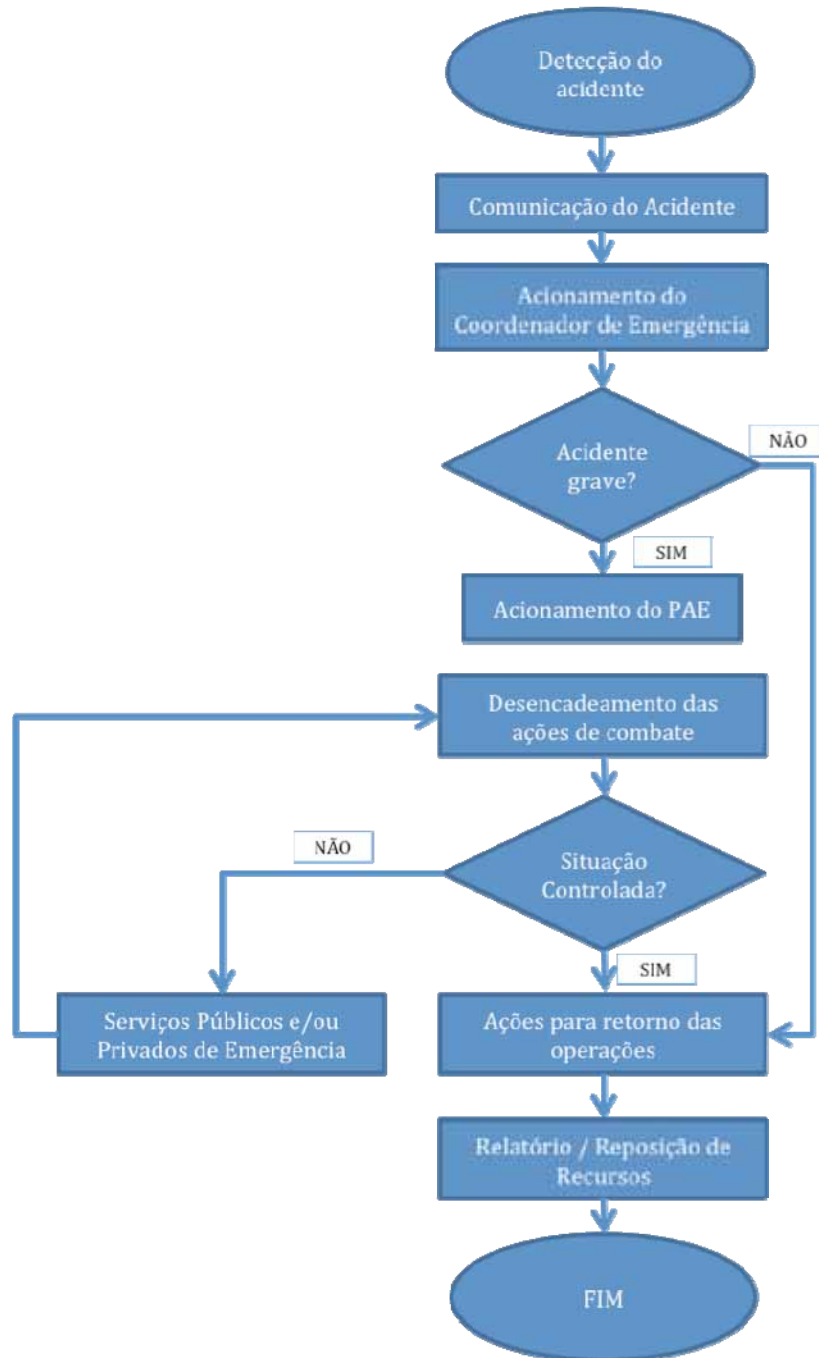 Detecção do
acidente
Comunicação do Acidente
Acionamento do
Coordenador de Emergência
Acidente
grave?
NÃO
SIM
Acionamento do PAE
Desencadeamento das
ações de combate
NÃO
Situação
Controlada?
SIM
Serviços Públicos e/ou
Privados de Emergência
Ações para retorno das
operações
Relatório / Reposição de
Recursos
FIM